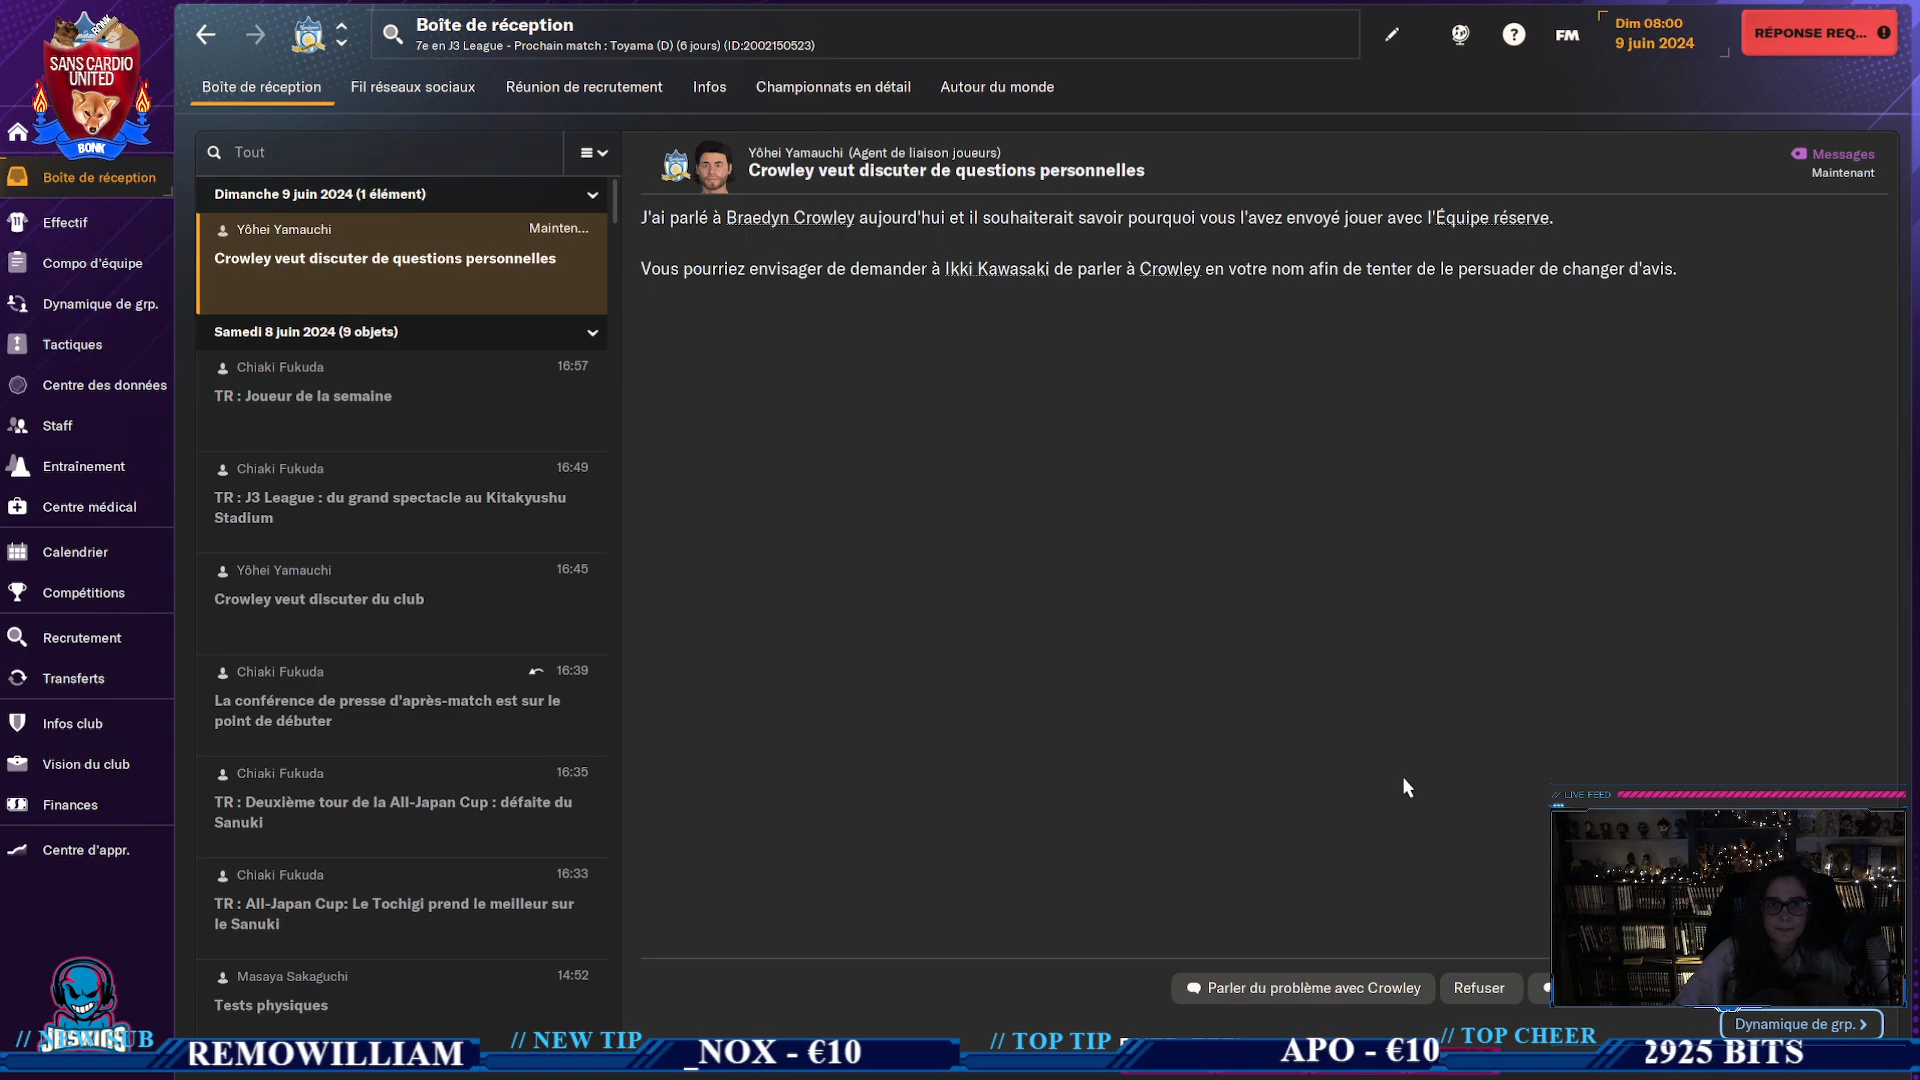 BONK
SANS CARDIO
UNITED
BONK
Boîte de réception
7e en J3 League - Prochain match : Toyama (D) (6 jours) (ID:2002150523)
FM
Dim 08:00
9 juin 2024
RÉPONSE REQ...
Boîte de réception
Fil réseaux sociaux
Réunion de recrutement
Infos
Championnats en détail
Autour du monde
Boîte de réception
Effectif
Compo d'équipe
Dynamique de grp.
Tactiques
Centre des données
Staff
Entraînement
Centre médical
Calendrier
Compétitions
Recrutement
Transferts
Infos club
Vision du club
Finances
Centre d'appr.
Tout
Dimanche 9 juin 2024 (1 élément)
Yôhei Yamauchi
Mainten...
Crowley veut discuter de questions personnelles
Samedi 8 juin 2024 (9 objets)
Chiaki Fukuda
16:57
TR : Joueur de la semaine
Chiaki Fukuda
16:49
TR : J3 League : du grand spectacle au Kitakyushu
Stadium
Yôhei Yamauchi
16:45
Crowley veut discuter du club
Chiaki Fukuda
16:39
La conférence de presse d'après-match est sur le
point de débuter
Chiaki Fukuda
16:35
TR : Deuxième tour de la All-Japan Cup : défaite du
Sanuki
Chiaki Fukuda
16:33
TR : All-Japan Cup: Le Tochigi prend le meilleur sur
le Sanuki
Masaya Sakaguchi
14:52
Tests physiques
Yôhei Yamauchi (Agent de liaison joueurs)
Crowley veut discuter de questions personnelles
Messages
Maintenant
J'ai parlé à Braedyn Crowley aujourd'hui et il souhaiterait savoir pourquoi vous l'avez envoyé jouer avec l'Équipe réserve.
Vous pourriez envisager de demander à Ikki Kawasaki de parler à Crowley en votre nom afin de tenter de le persuader de changer d'avis.
// LIVE FEED
Parler du problème avec Crowley
Refuser
Dynamique de grp.
// NEW SUB
REMOWILLIAM
// NEW TIP
_NOX - €10
// TOP TIP
APO - €10
// TOP CHEER
2925 BITS